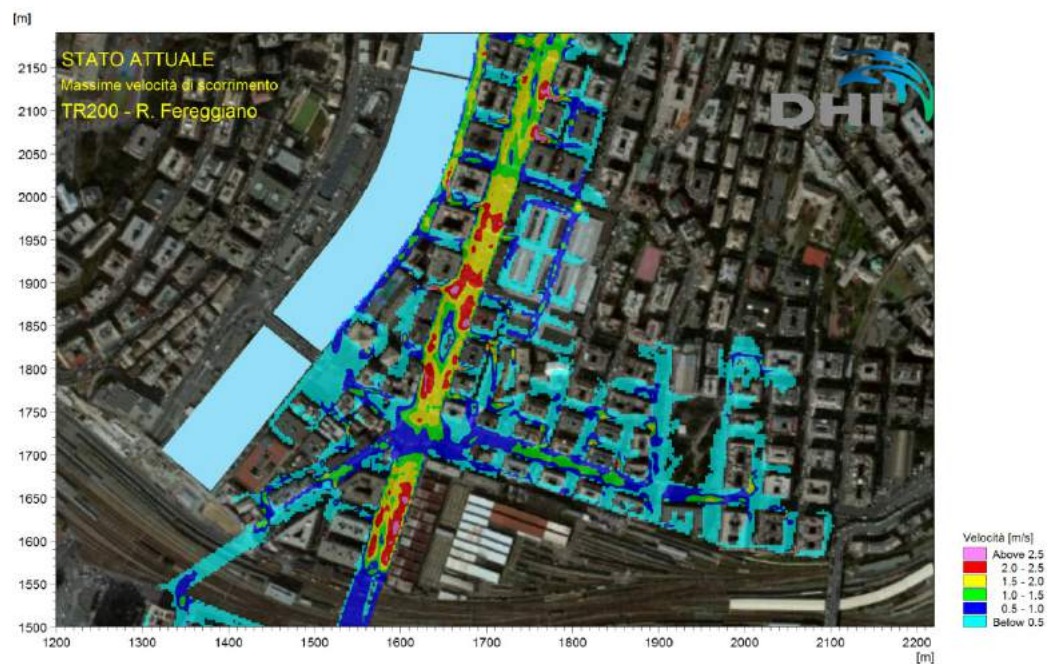 [m]
STATO ATTUALE
Massime velocità di scorrimento
TR200 - R. Fereggiano
DHI
2150
2100
2050
2000
1950
1900
1850
1800
1750
1700
1650
1600
1550
1500
1200 1300 1400 1500 1600 1700 1800 1900 2000 2100 2200
[m]
Velocità [m/s]
Above 2.5
2.0 - 2.5
1.5 - 2.0
1.0 - 1.5
0.5 - 1.0
Below 0.5